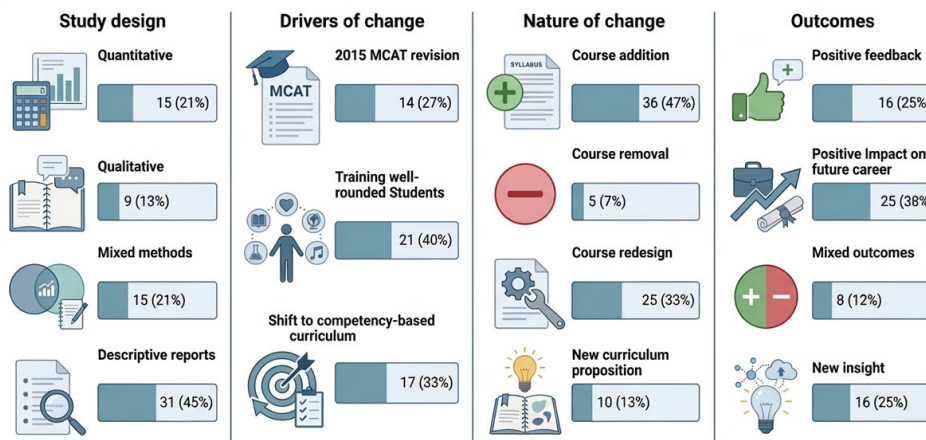 Study design
Quantitative
15 (21%)
Qualitative
9 (13%)
Mixed methods
15 (21%)
Descriptive reports
31 (45%)
Drivers of change
2015 MCAT revision
MCAT
14 (27%)
Training well-
rounded Students
21 (40%)
Shift to competency-based
curriculum
17 (33%)
Nature of change
Course addition
SYLLABUS
36 (47%)
Course removal
5 (7%)
Course redesign
25 (33%)
New curriculum
proposition
10 (13%)
Outcomes
Positive feedback
16 (25%
Positive Impact on
future career
25 (38%
Mixed outcomes
8 (12%)
New insight
16 (25%)